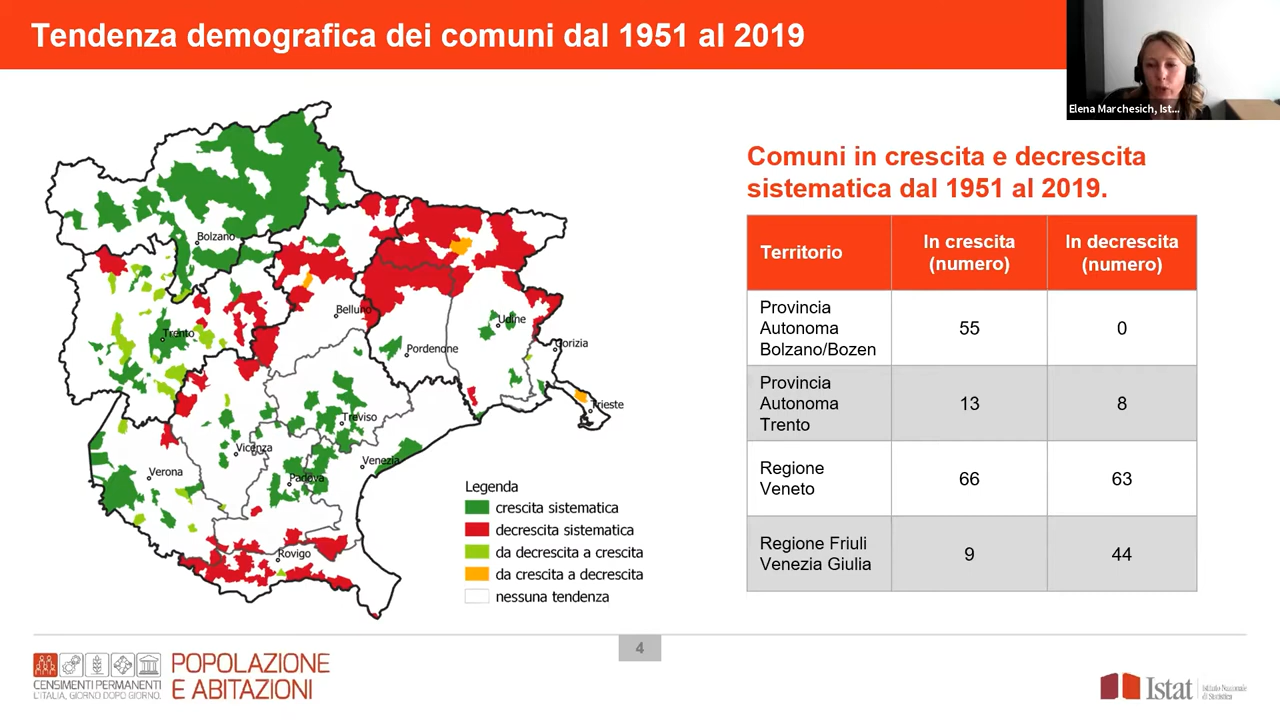 Tendenza demografica dei comuni dal 1951 al 2019
Elena Marchesich, Ist...
Comuni in crescita e decrescita
sistematica dal 1951 al 2019.
Territorio
In crescita
(numero)
In decrescita
(numero)
Provincia
Autonoma
Bolzano/Bozen
55
0
Provincia
Autonoma
Trento
13
8
Regione
Veneto
66
63
Regione Friuli
Venezia Giulia
9
44
Bolzano
Trento
Belluno
Udine
Pordenone
Gorizia
Trieste
Treviso
Vicenza
Venezia
Verona
Padova
Rovigo
Legenda
crescita sistematica
decrescita sistematica
da decrescita a crescita
da crescita a decrescita
nessuna tendenza
4
CENSIMENTI PERMANENTI
L'ITALIA, GIORNO DOPO GIORNO.
POPOLAZIONE
E ABITAZIONI
Istat
Istituto Nazionale
di Statistica